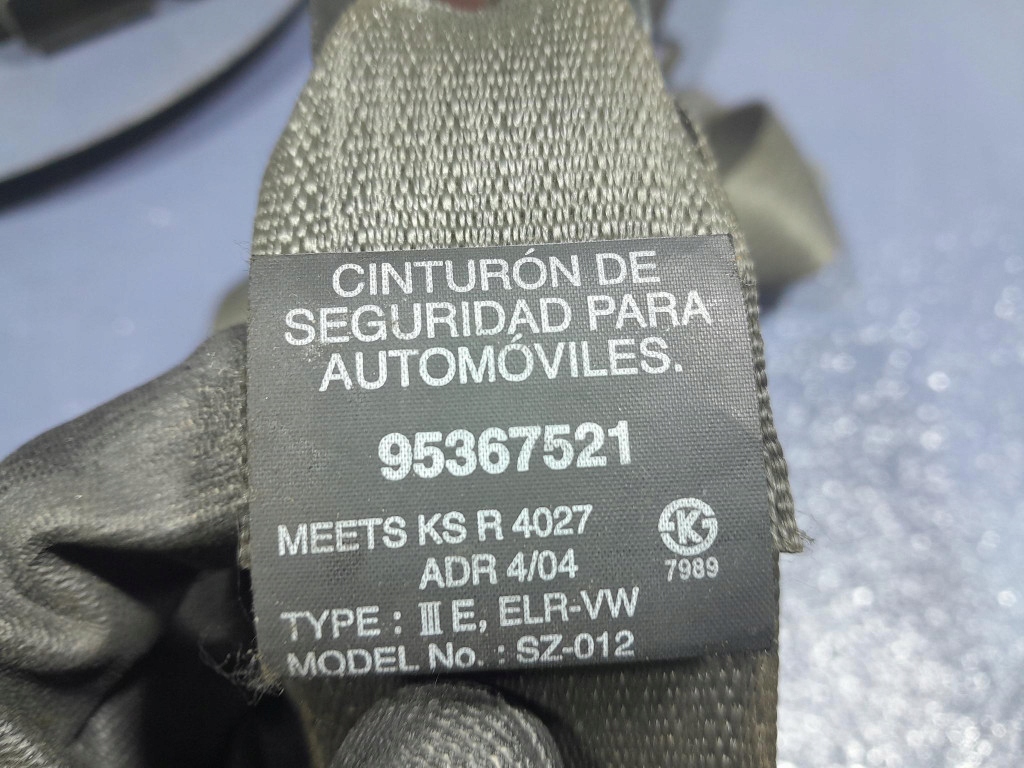 CINTURÓN DE
SEGURIDAD PARA
AUTOMÓVILES.
95367521
MEETS KS R 4027
ADR 4/04
K
7989
TYPE : III E, ELR-VW
MODEL No. : SZ-012